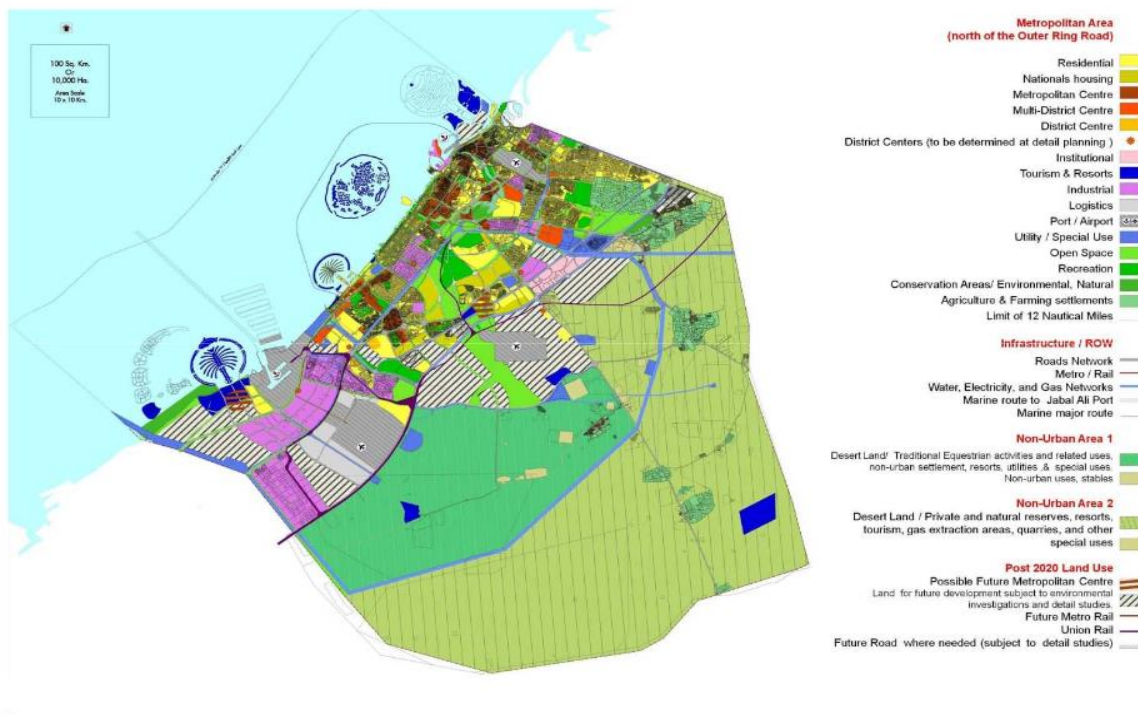 100 Sq. Km.
Or
10,000 Ha.
Area Scale
10 x 10 Km.
Metropolitan Area
(north of the Outer Ring Road)
Residential
Nationals housing
Metropolitan Centre
Multi-District Centre
District Centre
District Centers (to be determined at detail planning )
Institutional
Tourism & Resorts
Industrial
Logistics
Port / Airport
Utility / Special Use
Open Space
Recreation
Conservation Areas/ Environmental, Natural
Agriculture & Farming settlements
Limit of 12 Nautical Miles
Infrastructure / ROW
Roads Network
Metro / Rail
Water, Electricity, and Gas Networks
Marine route to Jabal Ali Port
Marine major route
Non-Urban Area 1
Desert Land/ Traditional Equestrian activities and related uses,
non-urban settlement, resorts, utilities & special uses.
Non-urban uses, stables
Non-Urban Area 2
Desert Land / Private and natural reserves, resorts,
tourism, gas extraction areas, quarries, and other
special uses
Post 2020 Land Use
Possible Future Metropolitan Centre
Land for future development subject to environmental
investigations and detail studies.
Future Metro Rail
Union Rail
Future Road where needed (subject to detail studies)